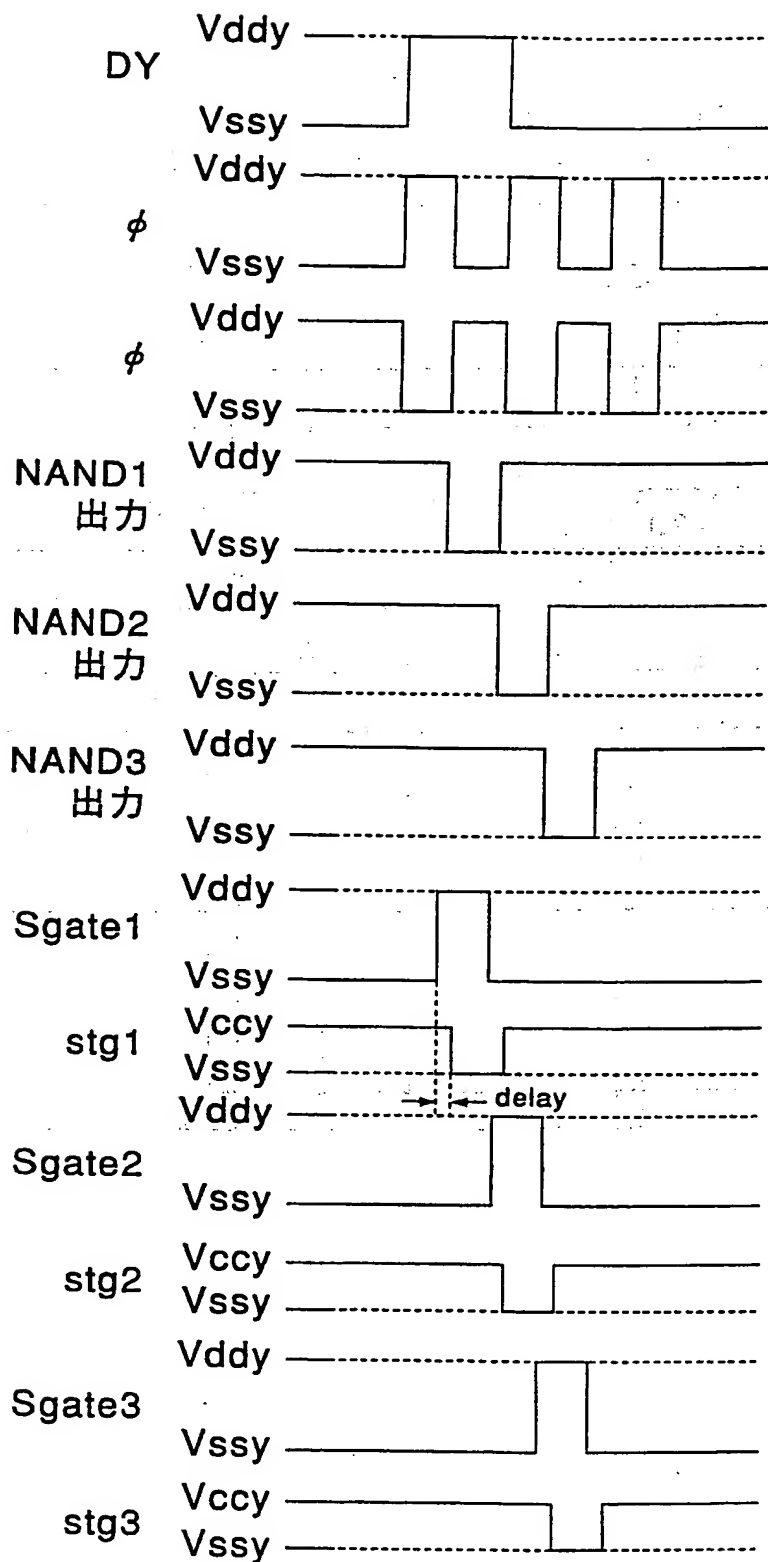 Vddy
DY
Vssy
Vddy
φ
Vssy
Vddy
φ
Vssy
Vddy
NAND1
出力
Vssy
Vddy
NAND2
出力
Vssy
Vddy
NAND3
出力
Vssy
Vddy
Sgate1
Vssy
Vccy
stg1
Vssy
delay
Vddy
Sgate2
Vssy
Vccy
stg2
Vssy
Vddy
Sgate3
Vssy
Vccy
stg3
Vssy